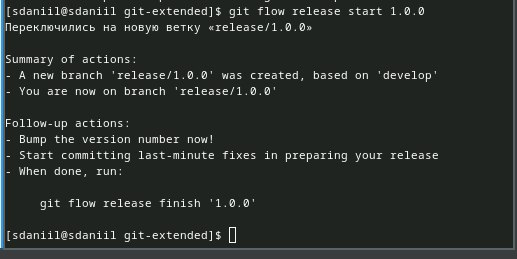 [sdaniil@sdaniil git-extended]$ git flow release start 1.0.0
Переключились на новую ветку «release/1.0.0»
Summary of actions:
- A new branch 'release/1.0.0' was created, based on 'develop'
- You are now on branch 'release/1.0.0'
Follow-up actions:
- Bump the version number now!
- Start committing last-minute fixes in preparing your release
- When done, run:
git flow release finish '1.0.0'
[sdaniil@sdaniil git-extended]$